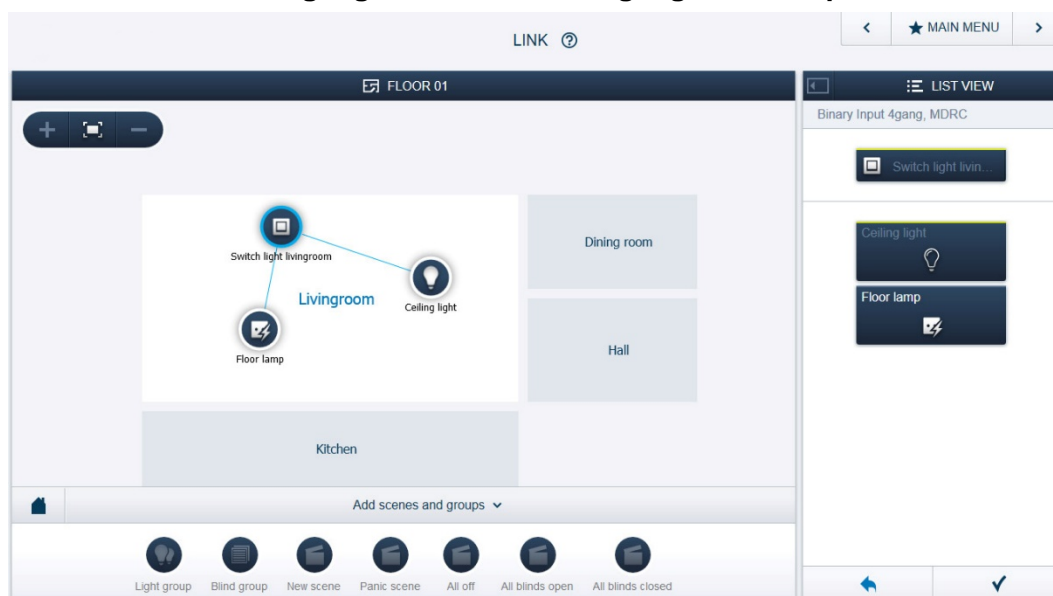 LINK ?
MAIN MENU
FLOOR 01
LIST VIEW
Binary Input 4gang, MDRC
Switch light livin...
Switch light livingroom
Dining room
Livingroom
Ceiling light
Floor lamp
Hall
Kitchen
Ceiling light
Floor lamp
Add scenes and groups
Light group Blind group New scene Panic scene All off All blinds open All blinds closed